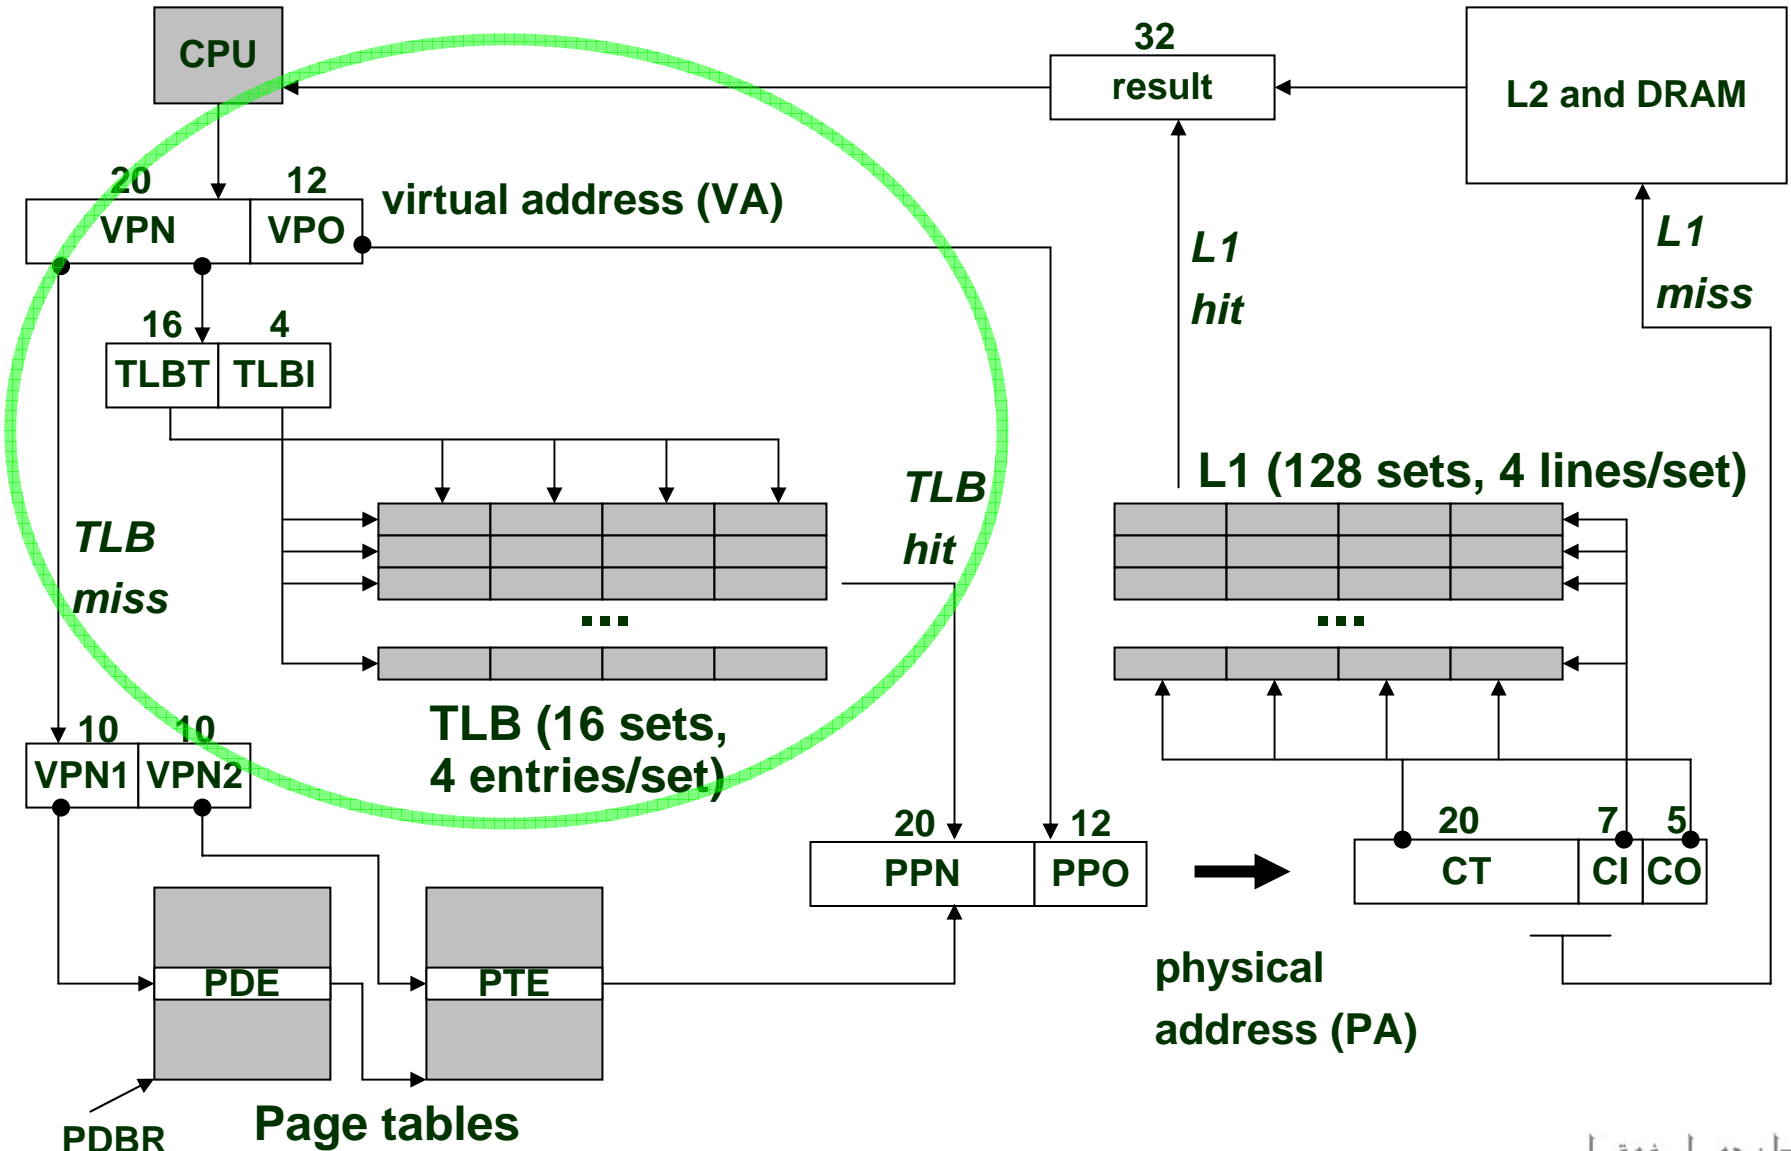 CPU
32
result
L2 and DRAM
20 12
VPN VPO
virtual address (VA)
L1
hit
L1
miss
16 4
TLBT TLBI
TLB
hit
L1 (128 sets, 4 lines/set)
TLB
miss
...
...
TLB (16 sets,
4 entries/set)
10 10
VPN1 VPN2
20 12
PPN PPO
20 7 5
CT CI CO
PDE
PTE
physical
address (PA)
PDBR
Page tables